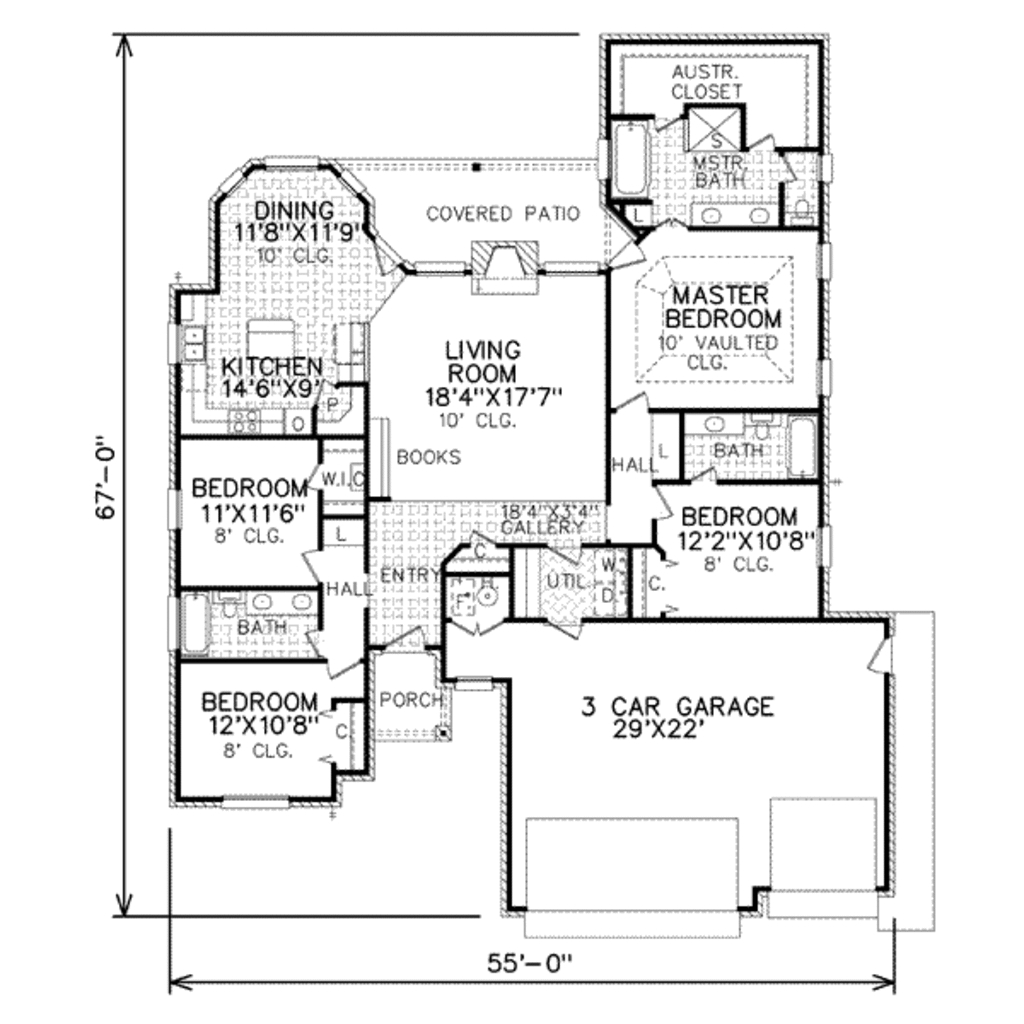 AUSTR.
CLOSET
S
MSTR.
BATH
L
DINING
11'8"X11'9"
10' CLG.
COVERED PATIO
MASTER
BEDROOM
10' VAULTED
CLG.
LIVING
ROOM
18'4"X17'7"
10' CLG.
KITCHEN
14'6"X9'
P
O
BOOKS
HALL
L
BATH
BEDROOM
11'X11'6"
8' CLG.
W.I.C
L
67'-0"
18'4"X3'4"
GALLERY
BEDROOM
12'2"X10'8"
8' CLG.
C
ENTRY
HALL
H.
F
UTIL
W
D
C.
BATH
BEDROOM
12'X10'8"
8' CLG.
C
PORCH
3 CAR GARAGE
29'X22'
55'-0"